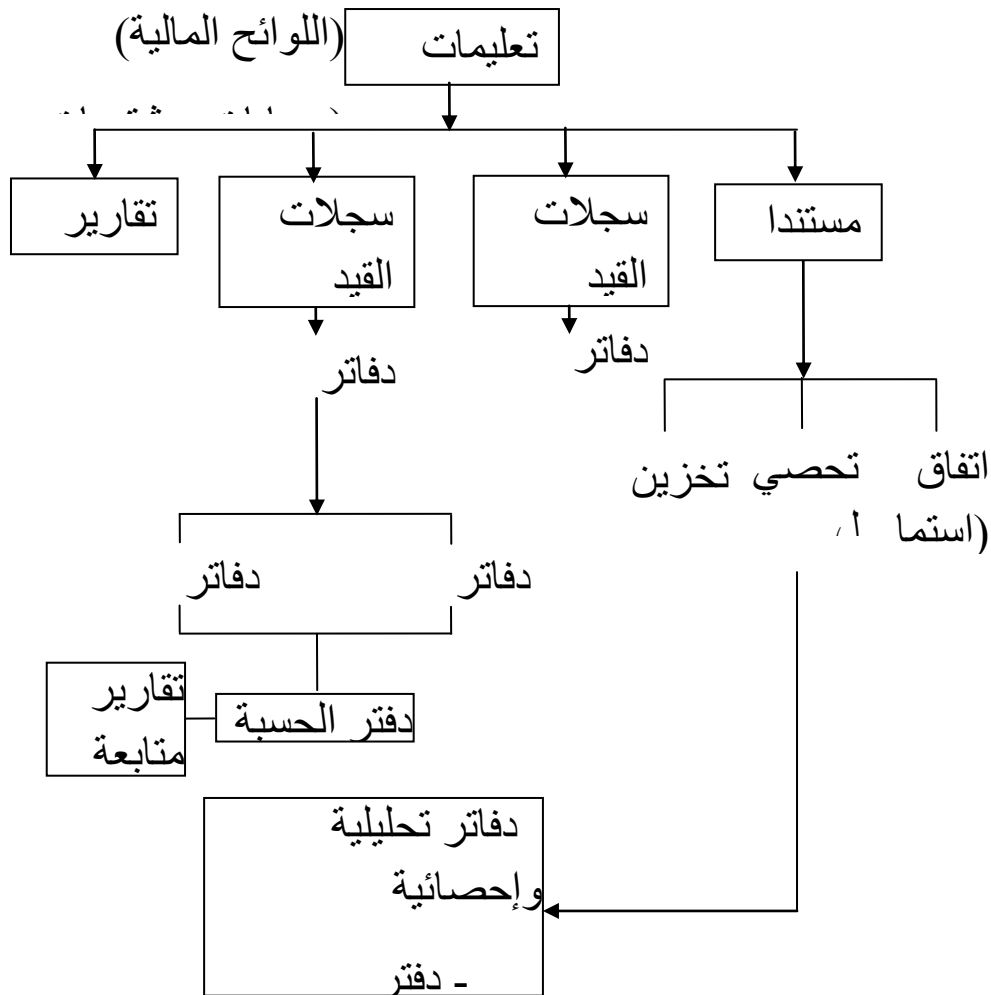 تعليمات
(اللوائح المالية)
مستندا
سجلات
القيد
سجلات
القيد
تقارير
دفاتر
دفاتر
اتفاق
(استما
تحصي
ل
تخزين
دفاتر
دفاتر
دفتر الحسبة
تقارير
متابعة
دفاتر تحليلية
وإحصائية
- دفتر